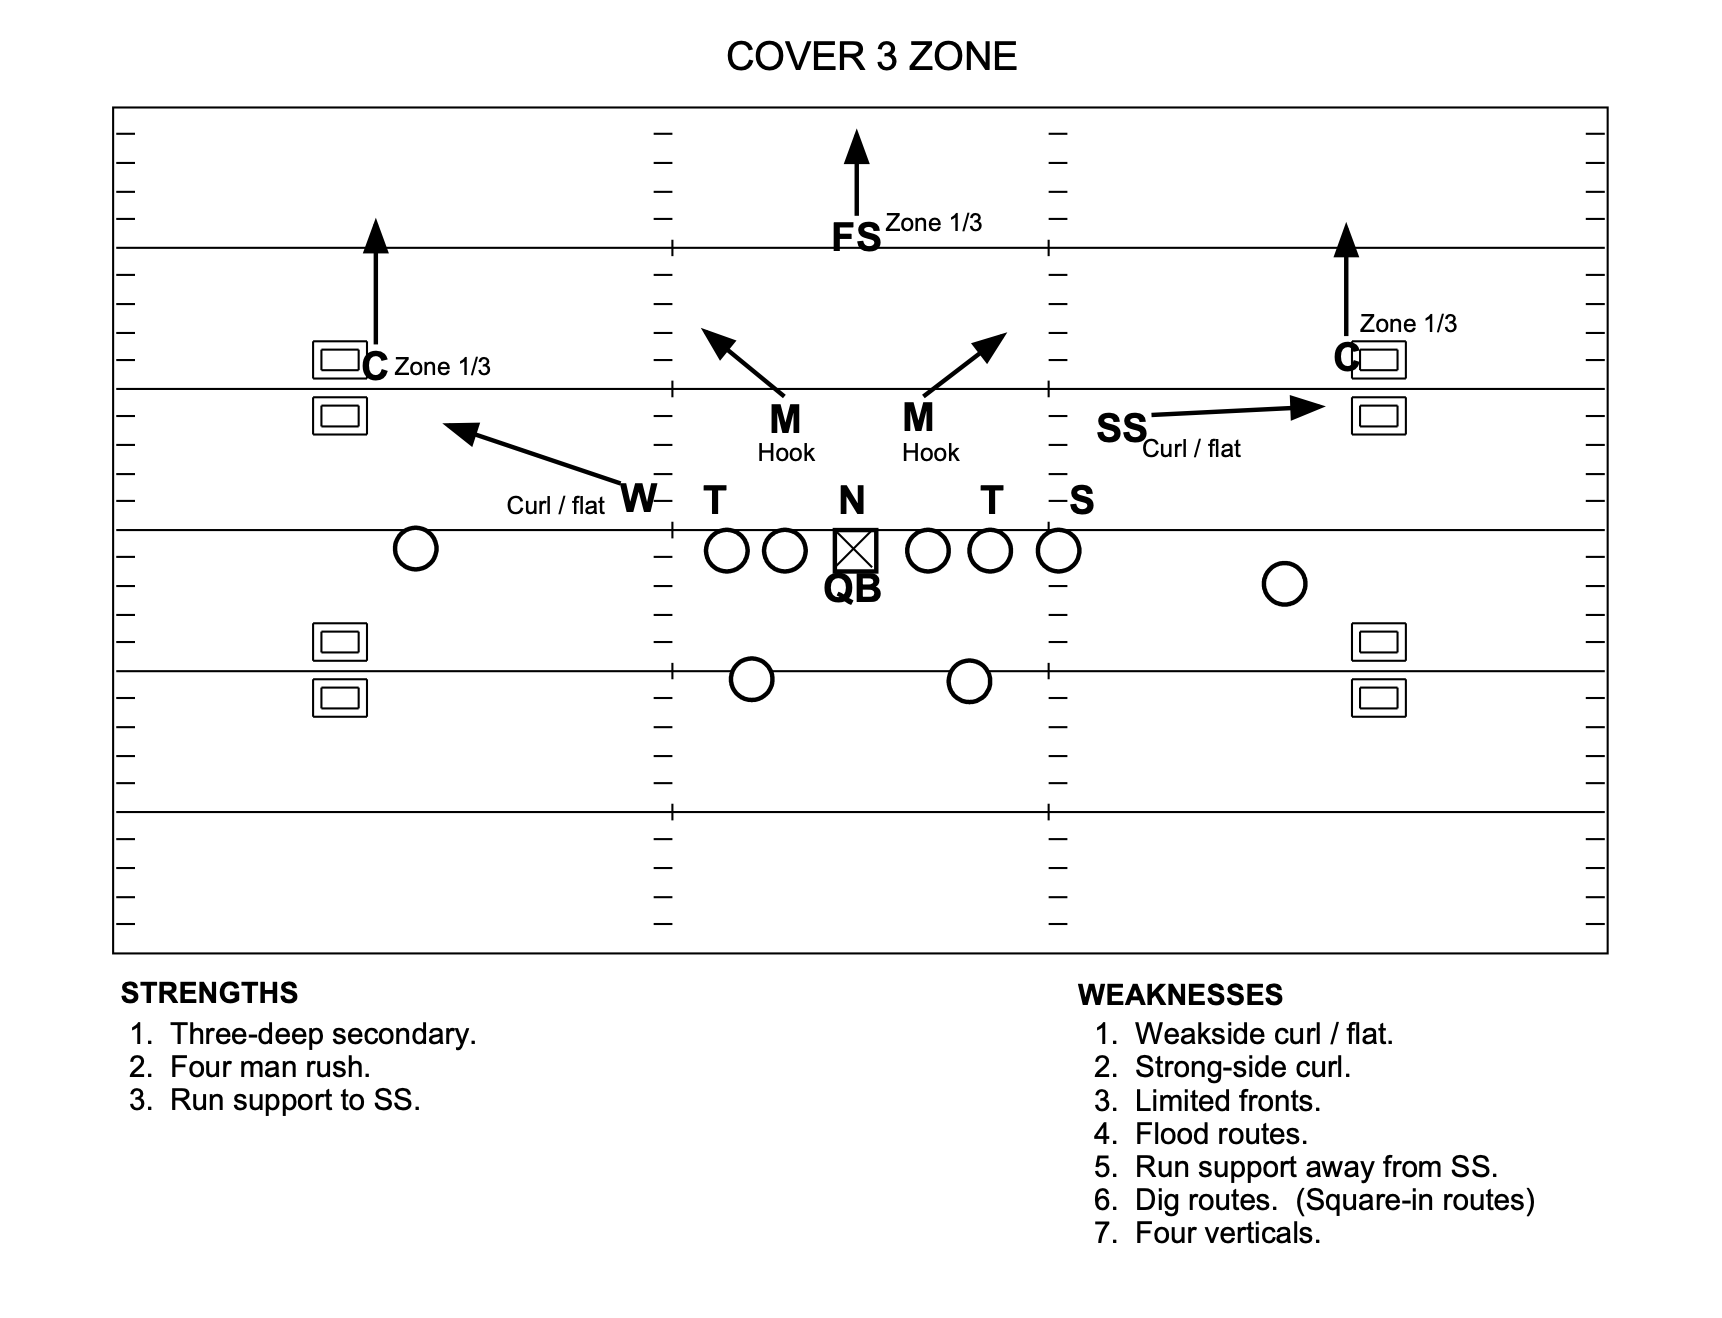 COVER 3 ZONE
FS Zone 1/3
Zone 1/3
C Zone 1/3
C
M
M
SS
Hook
Hook
Curl / flat
Curl / flat
W T N T S
QB
STRENGTHS
1. Three-deep secondary.
2. Four man rush.
3. Run support to SS.
WEAKNESSES
1. Weakside curl / flat.
2. Strong-side curl.
3. Limited fronts.
4. Flood routes.
5. Run support away from SS.
6. Dig routes. (Square-in routes)
7. Four verticals.